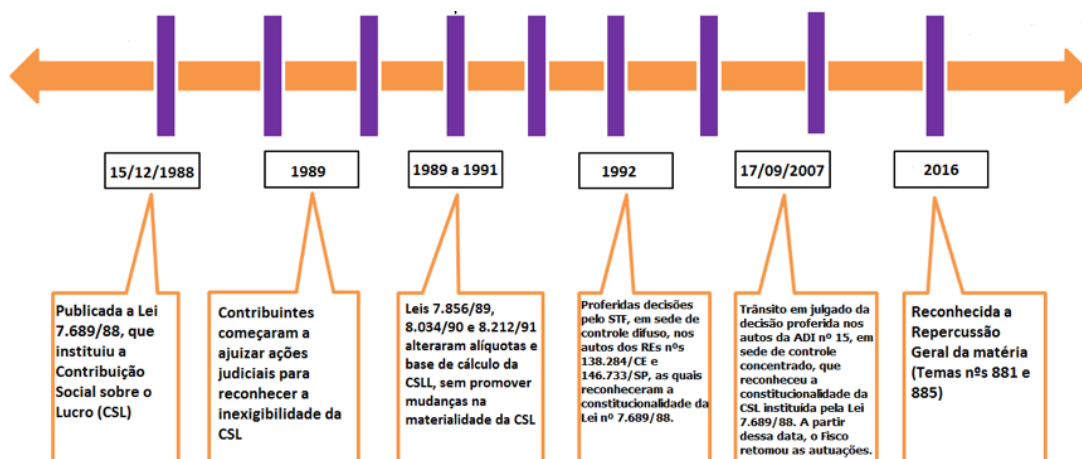 15/12/1988
1989
1989 a 1991
1992
17/09/2007
2016
Publicada a Lei
7.689/88, que
instituiu a
Contribuição
Social sobre o
Lucro (CSL)
Contribuintes
começaram a
ajuizar ações
judiciais para
reconhecer a
inexigibilidade da
CSL
Leis 7.856/89,
8.034/90 e 8.212/91
alteraram alíquotas e
base de cálculo da
CSLL, sem promover
mudanças na
materialidade da CSL
Proferidas decisões
pelo STF, em sede de
controle difuso, nos
autos dos REs nºs
138.284/CE e
146.733/SP, as quais
reconheceram a
constitucionalidade da
Lei nº 7.689/88.
Trânsito em julgado da
decisão proferida nos
autos da ADI nº 15, em
sede de controle
concentrado, que
reconheceu a
constitucionalidade da
CSL instituída pela Lei
7.689/88. A partir
dessa data, o Fisco
retomou as autuações.
Reconhecida a
Repercussão
Geral da matéria
(Temas nºs 881 e
885)